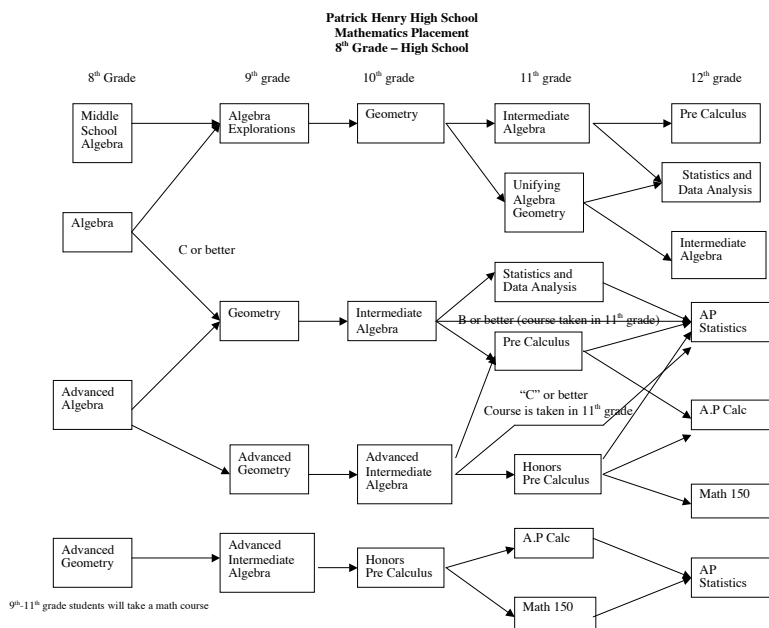 Patrick Henry High School
Mathematics Placement
8th Grade – High School
8th Grade
9th grade
10th grade
11th grade
12th grade
Middle
School
Algebra
Algebra
Explorations
Geometry
Intermediate
Algebra
Pre Calculus
Unifying
Algebra
Geometry
Statistics and
Data Analysis
Algebra
C or better
Intermediate
Algebra
Statistics and
Data Analysis
Geometry
Intermediate
Algebra
B or better (course taken in 11th grade)
AP
Statistics
Pre Calculus
Advanced
Algebra
“C” or better
Course is taken in 11th grade
A.P Calc
Advanced
Geometry
Advanced
Intermediate
Algebra
Honors
Pre Calculus
Math 150
Advanced
Geometry
Advanced
Intermediate
Algebra
Honors
Pre Calculus
A.P Calc
Math 150
AP
Statistics
9th-11th grade students will take a math course